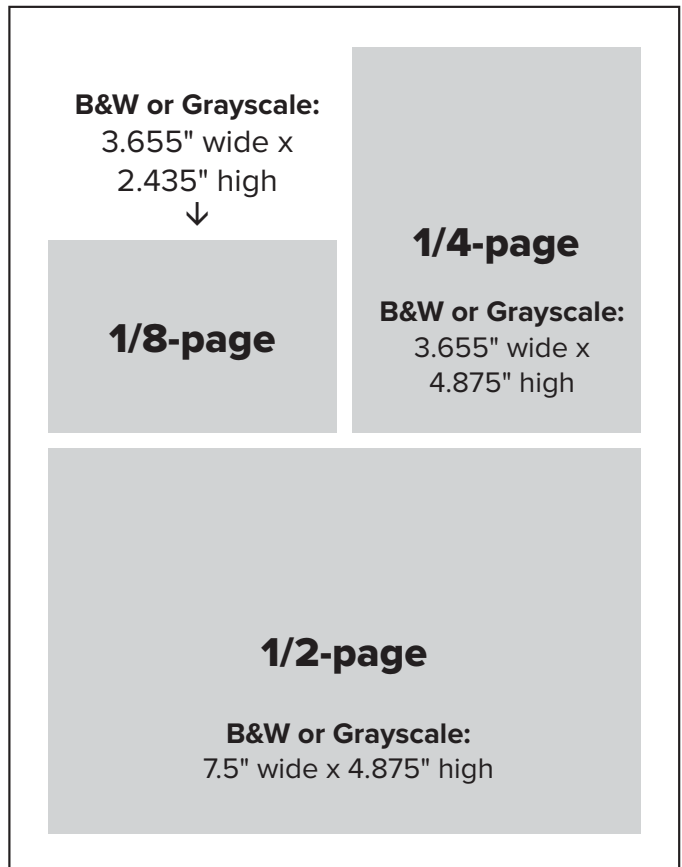 B&W or Grayscale:
3.655" wide x
2.435" high
↓
1/8-page
1/4-page
B&W or Grayscale:
3.655" wide x
4.875" high
1/2-page
B&W or Grayscale:
7.5" wide x 4.875" high